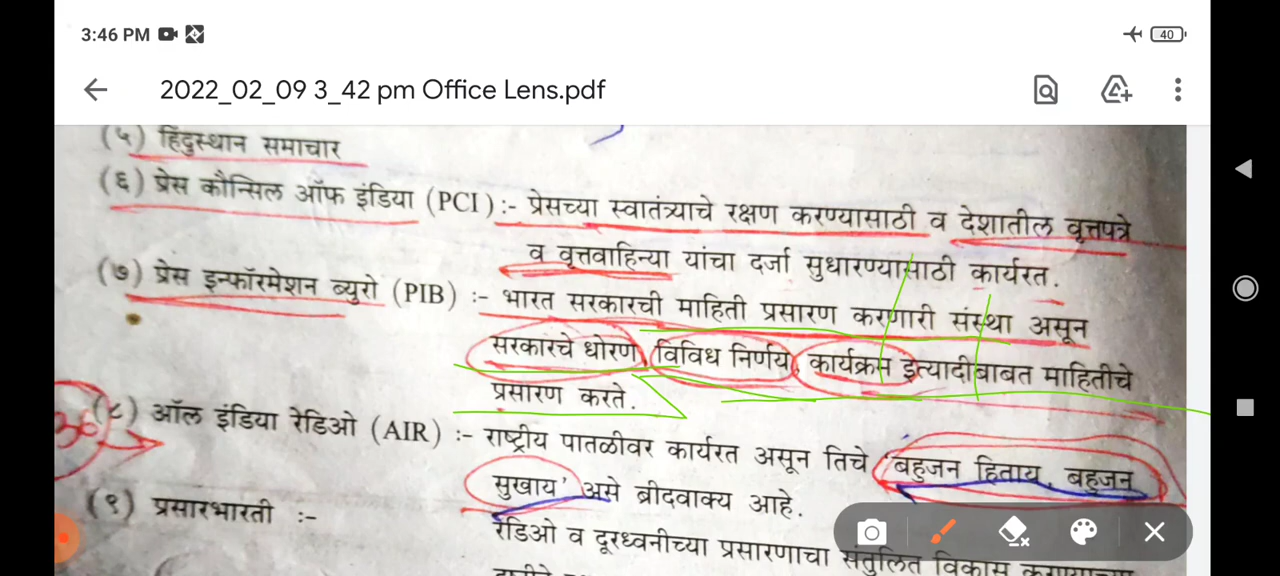 3:46 PM
40
2022_02_09 3_42 pm Office Lens.pdf
(५) हिंदुस्थान समाचार
(६) प्रेस कौन्सिल ऑफ इंडिया (PCI) :- प्रेसच्या स्वातंत्र्याचे रक्षण करण्यासाठी व देशातील वृत्तपत्रे
व वृत्तवाहिन्या यांचा दर्जा सुधारण्यासाठी कार्यरत.
(७) प्रेस इन्फॉरमेशन ब्युरो (PIB) :- भारत सरकारची माहिती प्रसारण करणारी संस्था असून
सरकारचे धोरण, विविध निर्णय, कार्यक्रम इत्यादीबाबत माहितीचे
प्रसारण करते.
(८) ऑल इंडिया रेडिओ (AIR) :- राष्ट्रीय पातळीवर कार्यरत असून तिचे 'बहुजन हिताय, बहुजन
सुखाय' असे ब्रीदवाक्य आहे.
(९) प्रसारभारती :-
रेडिओ व दूरध्वनीच्या प्रसारणाचा संतुलित विकास